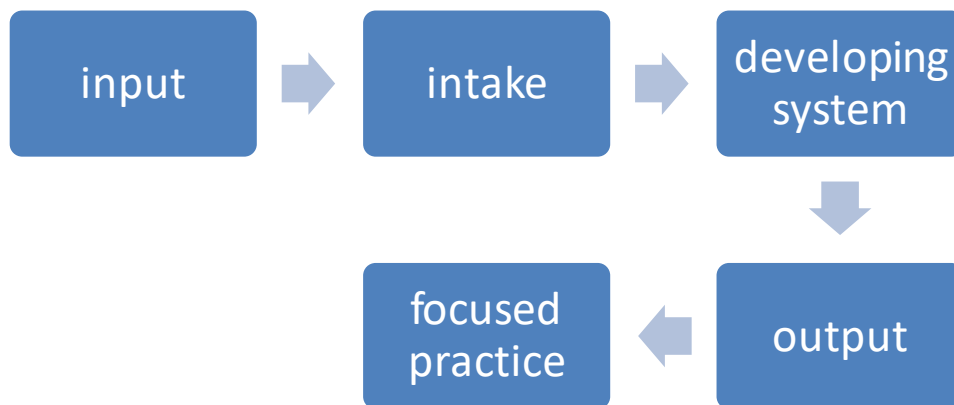 input
intake
developing
system
focused
practice
output